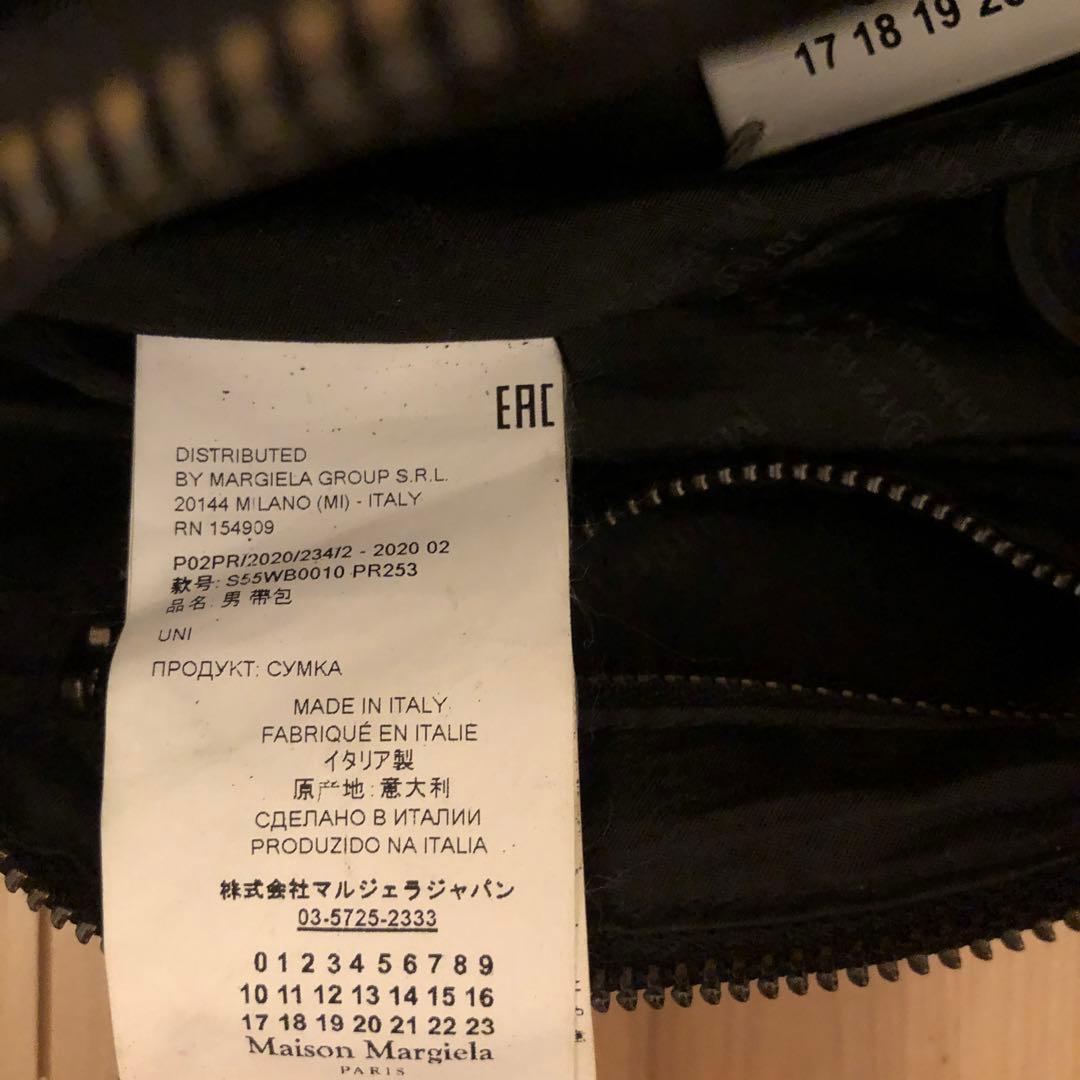 17 18 19 20
EAC
DISTRIBUTED
BY MARGIELA GROUP S.R.L.
20144 MILANO (MI) - ITALY
RN 154909
P02PR/2020/234/2 - 2020 02
款号: S55WB0010 PR253
品名: 男 帶包
UNI
ПРОДУКТ: СУМКА
MADE IN ITALY
FABRIQUÉ EN ITALIE
イタリア製
原产地: 意大利
СДЕЛАНО В ИТАЛИИ
PRODUZIDO NA ITALIA
株式会社マルジェラジャパン
03-5725-2333
0 1 2 3 4 5 6 7 8 9
10 11 12 13 14 15 16
17 18 19 20 21 22 23
Maison Margiela
PARIS